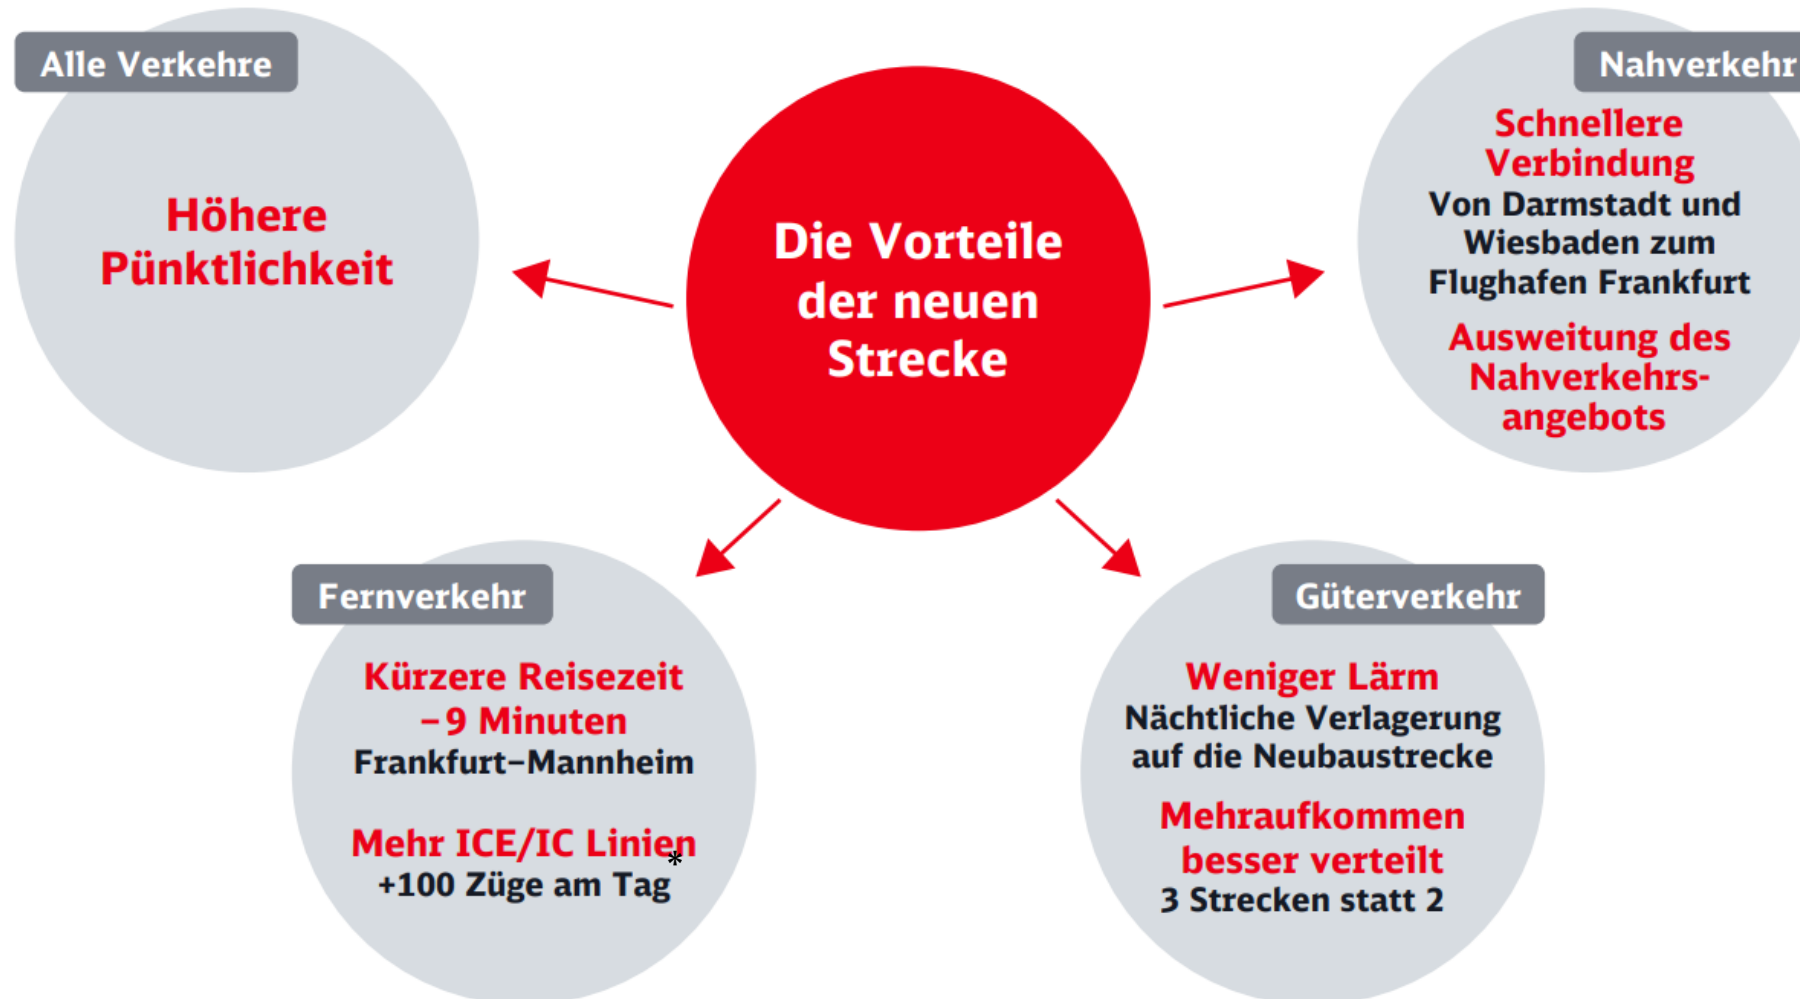 Alle Verkehre
Höhere
Pünktlichkeit
Die Vorteile
der neuen
Strecke
Nahverkehr
Schnellere
Verbindung
Von Darmstadt und
Wiesbaden zum
Flughafen Frankfurt
Ausweitung des
Nahverkehrs-
angebots
Fernverkehr
Kürzere Reisezeit
–9 Minuten
Frankfurt–Mannheim
Mehr ICE/IC Linien
+100 Züge am Tag*
Güterverkehr
Weniger Lärm
Nächtliche Verlagerung
auf die Neubaustrecke
Mehraufkommen
besser verteilt
3 Strecken statt 2